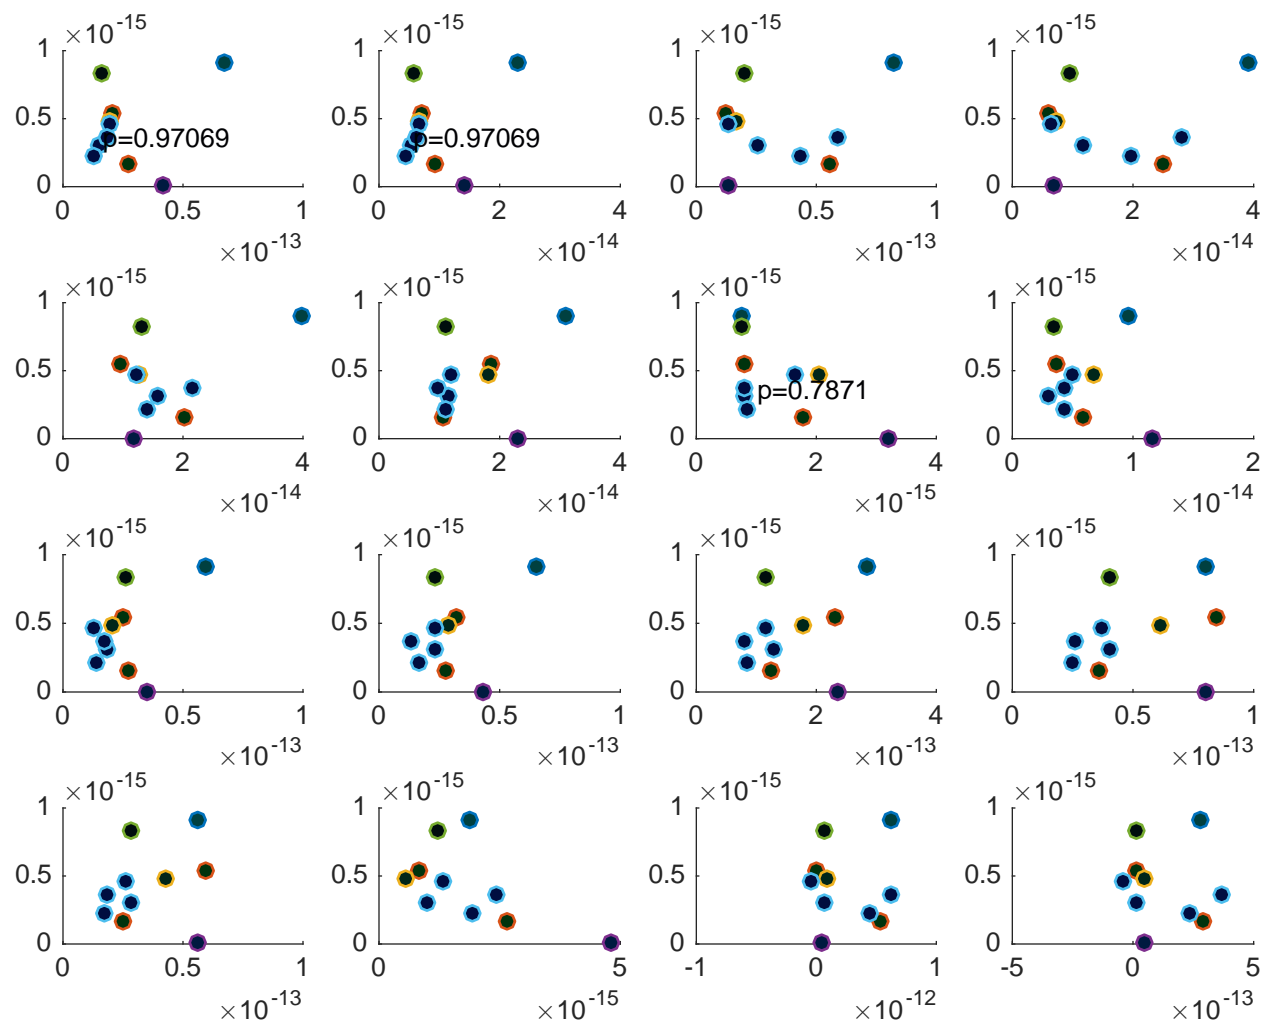 ×10-15 ×10-15 ×10-15 ×10-15
1 1 1 1
0.5 0.5 0.5 0.5
p=0.97069 p=0.97069
0 0 0 0
0 0.5 1 0 2 4 0 0.5 1 0 2 4
×10-13 ×10-14 ×10-13 ×10-14
×10-15 ×10-15 ×10-15 ×10-15
1 1 1 1
0.5 0.5 0.5 0.5
p=0.7871
0 0 0 0
0 2 4 0 2 4 0 2 4 0 1 2
×10-14 ×10-14 ×10-15 ×10-14
×10-15 ×10-15 ×10-15 ×10-15
1 1 1 1
0.5 0.5 0.5 0.5
0 0 0 0
0 0.5 1 0 0.5 1 0 2 4 0 0.5 1
×10-13 ×10-13 ×10-13 ×10-13
×10-15 ×10-15 ×10-15 ×10-15
1 1 1 1
0.5 0.5 0.5 0.5
0 0 0 0
0 0.5 1 0 5 -1 0 1 -5 0 5
×10-13 ×10-15 ×10-12 ×10-13